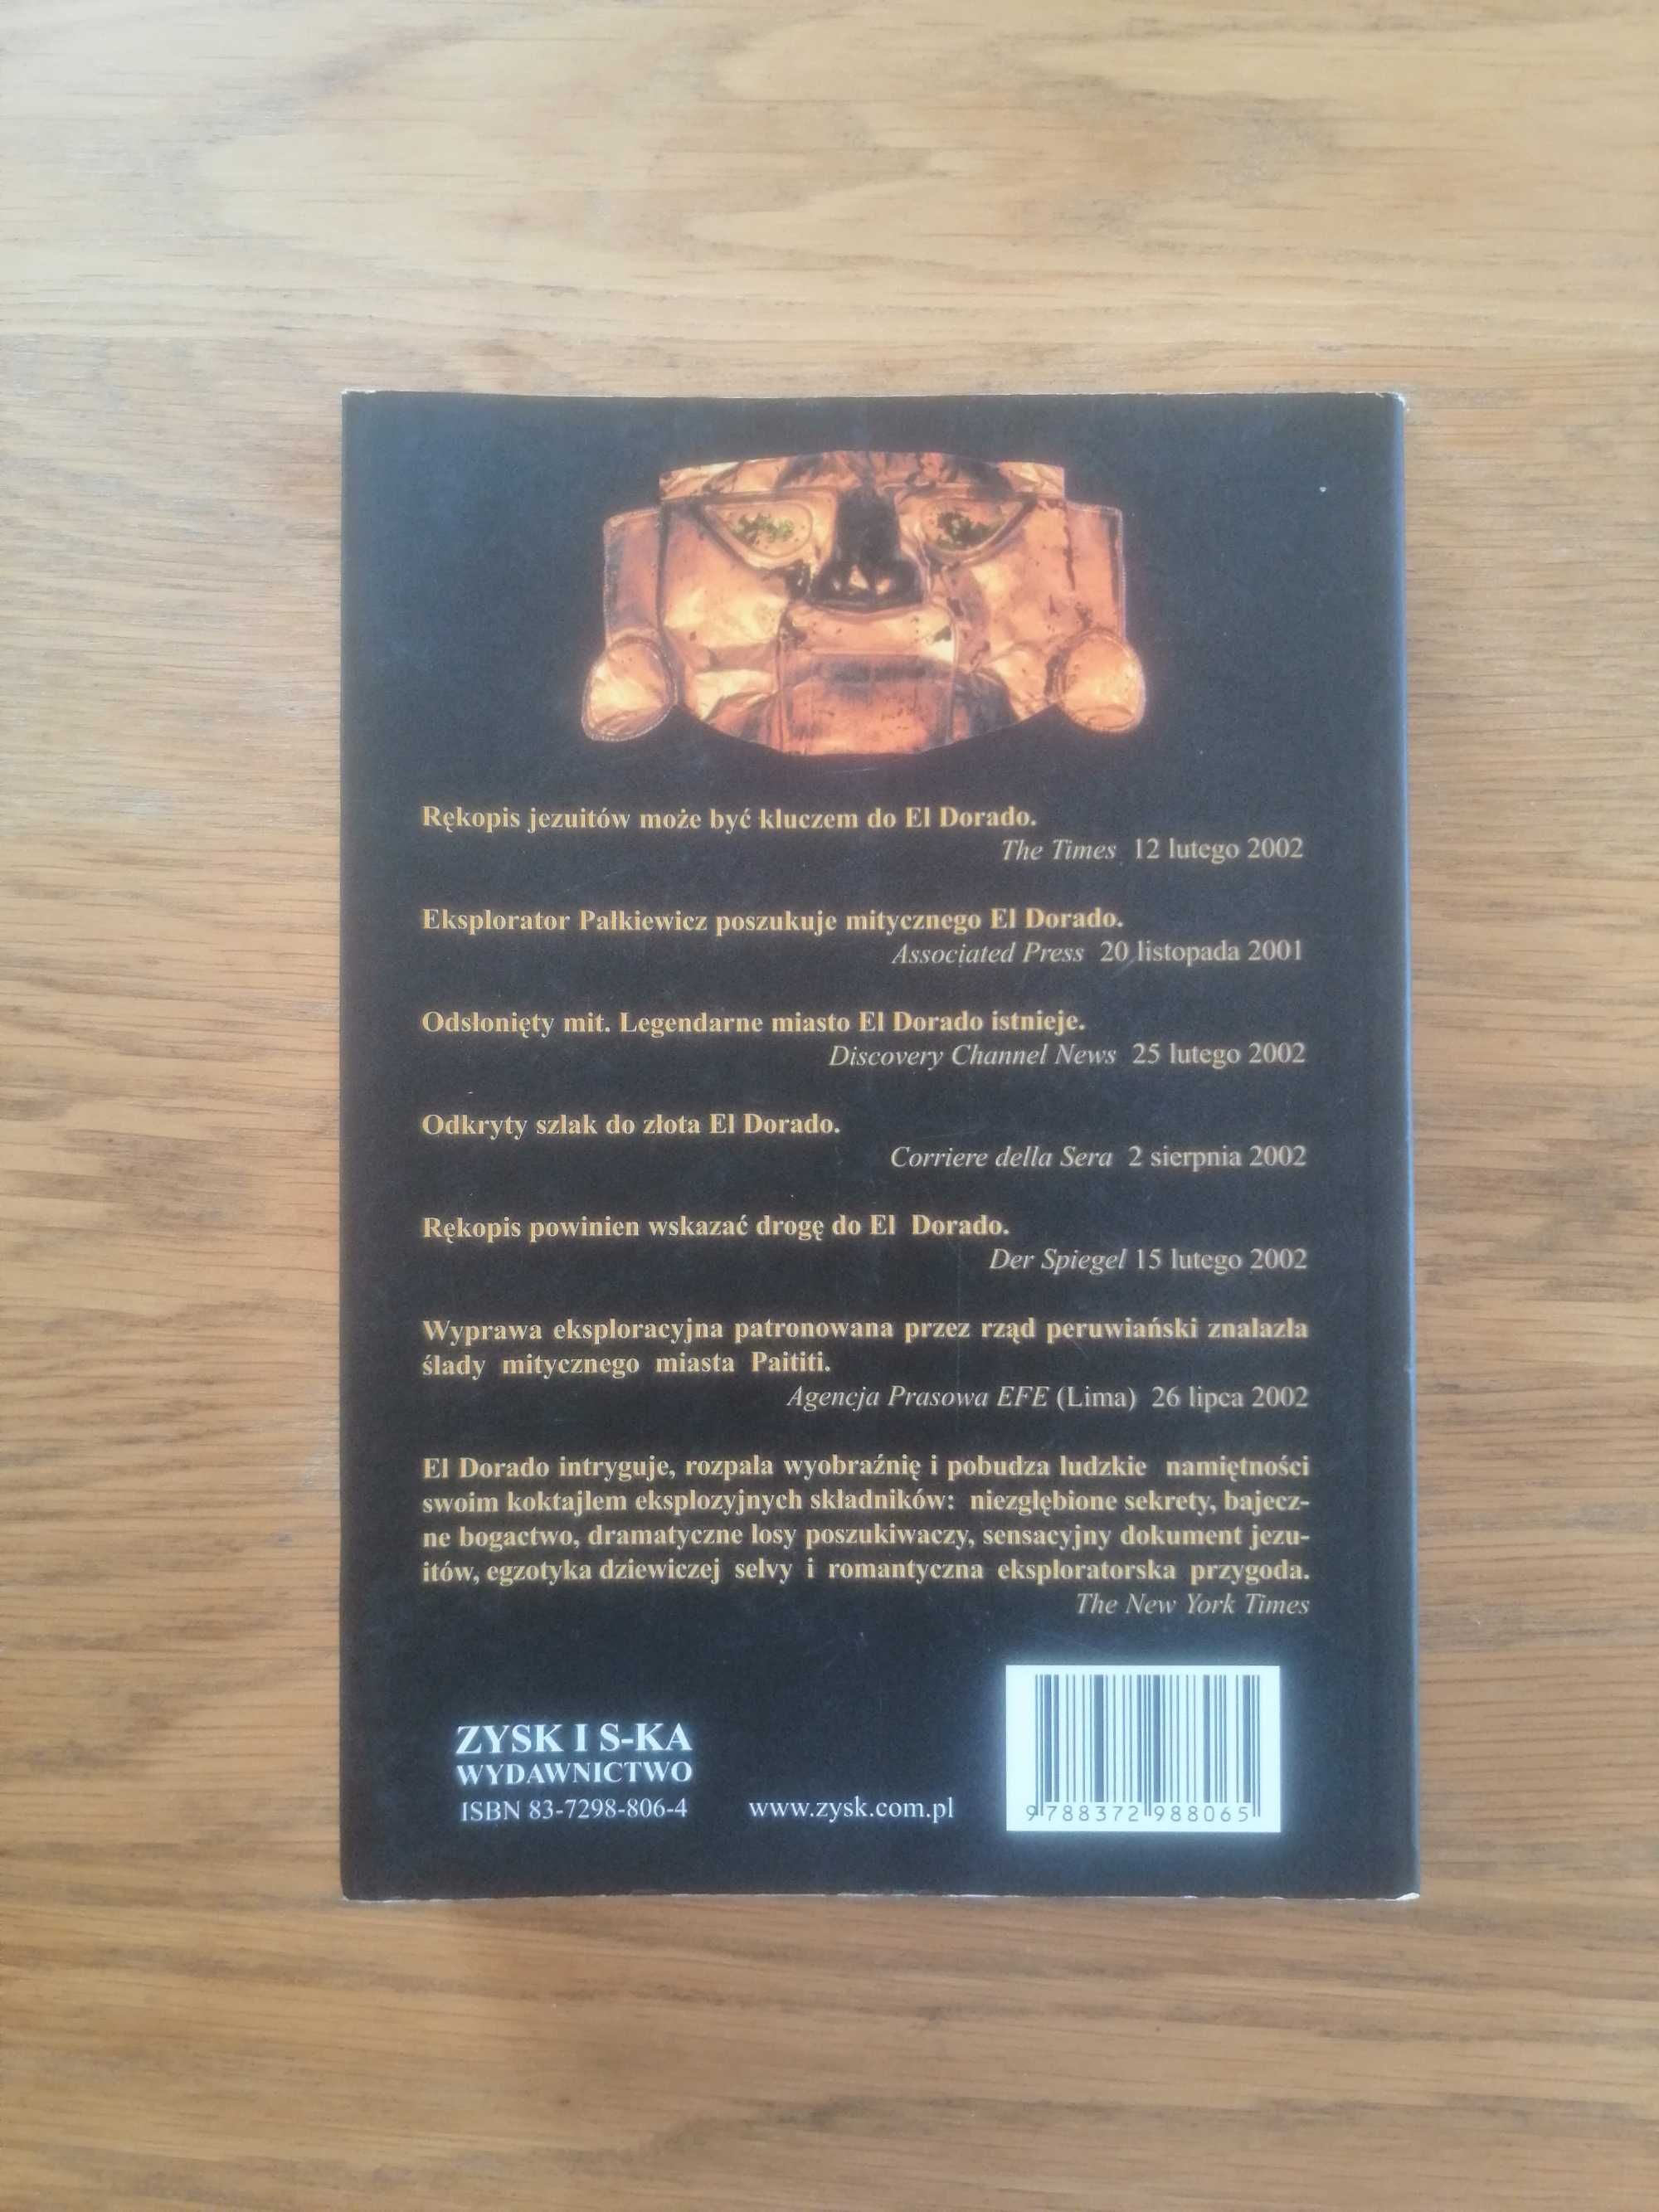 Rękopis jezuitów może być kluczem do El Dorado.
The Times 12 lutego 2002
Eksplorator Pałkiewicz poszukuje mitycznego El Dorado.
Associated Press 20 listopada 2001
Odsłonięty mit. Legendarne miasto El Dorado istnieje.
Discovery Channel News 25 lutego 2002
Odkryty szlak do złota El Dorado.
Corriere della Sera 2 sierpnia 2002
Rękopis powinien wskazać drogę do El Dorado.
Der Spiegel 15 lutego 2002
Wyprawa eksploracyjna patronowana przez rząd peruwiański znalazła
ślady mitycznego miasta Paititi.
Agencja Prasowa EFE (Lima) 26 lipca 2002
El Dorado intryguje, rozpala wyobraźnię i pobudza ludzkie namiętności
swoim koktajlem eksplozyjnych składników: niezgłębione sekrety, bajecz-
ne bogactwo, dramatyczne losy poszukiwaczy, sensacyjny dokument jezu-
itów, egzotyka dziewiczej selvy i romantyczna eksploratorska przygoda.
The New York Times
ZYSK I S-KA
WYDAWNICTWO
ISBN 83-7298-806-4
www.zysk.com.pl
9788372988065